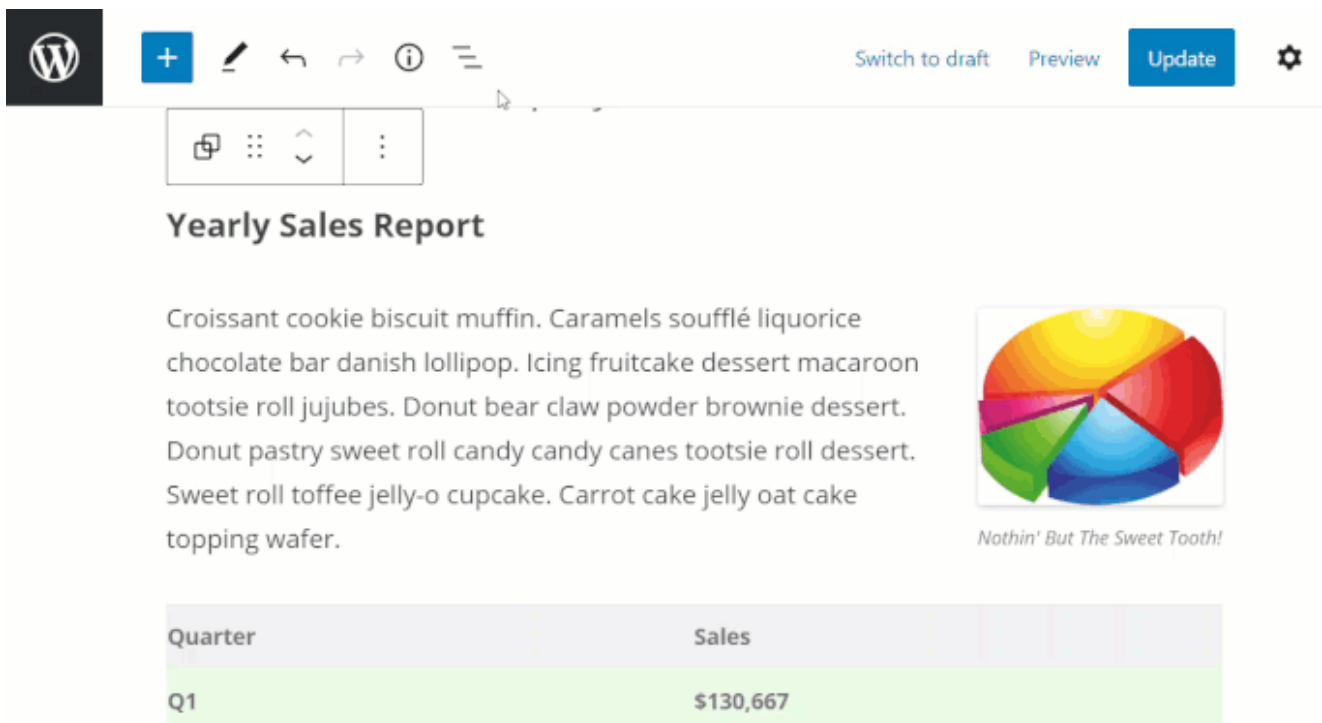 Switch to draft Preview Update
Yearly Sales Report
Croissant cookie biscuit muffin. Caramels soufflé liquorice
chocolate bar danish lollipop. Icing fruitcake dessert macaroon
tootsie roll jujubes. Donut bear claw powder brownie dessert.
Donut pastry sweet roll candy candy canes tootsie roll dessert.
Sweet roll toffee jelly-o cupcake. Carrot cake jelly oat cake
topping wafer.
Nothin' But The Sweet Tooth!
Quarter Sales
Q1 $130,667